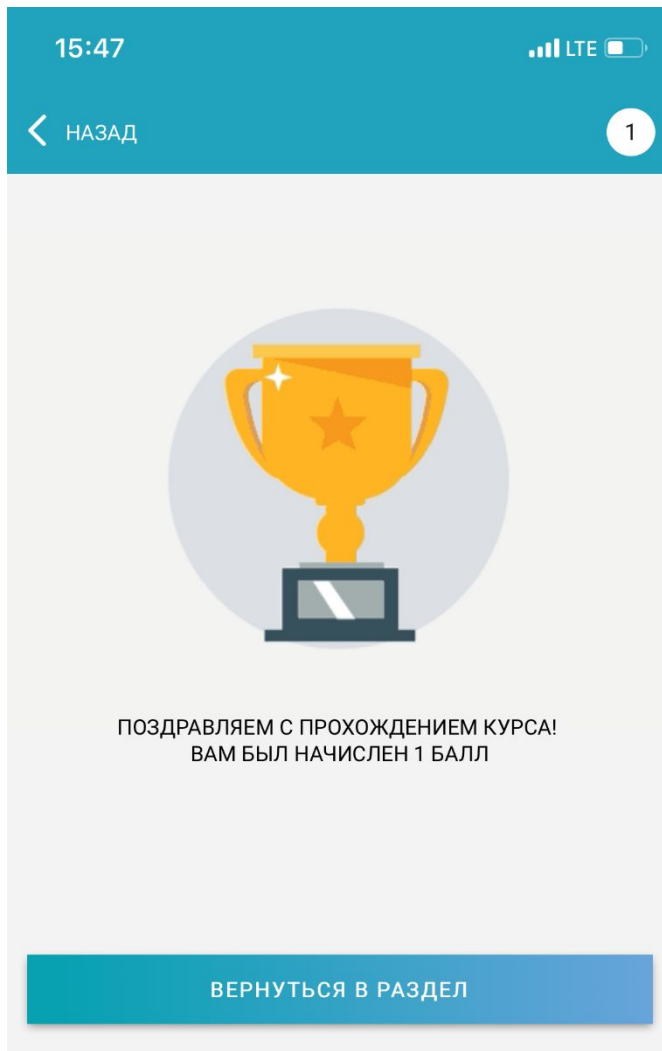 15:47 LTE
НАЗАД 1
ПОЗДРАВЛЯЕМ С ПРОХОЖДЕНИЕМ КУРСА!
ВАМ БЫЛ НАЧИСЛЕН 1 БАЛЛ
ВЕРНУТЬСЯ В РАЗДЕЛ